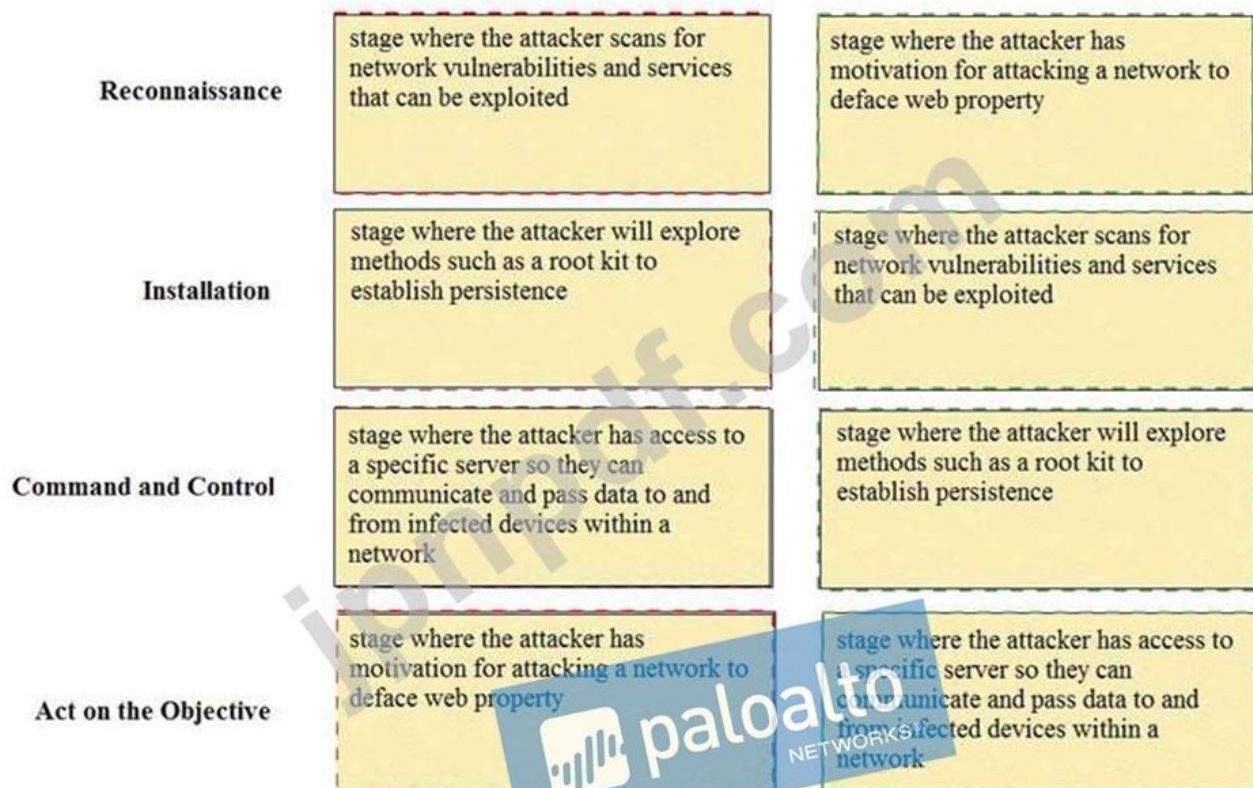 Reconnaissance
stage where the attacker scans for
network vulnerabilities and services
that can be exploited
stage where the attacker has
motivation for attacking a network to
deface web property
Installation
stage where the attacker will explore
methods such as a root kit to
establish persistence
stage where the attacker scans for
network vulnerabilities and services
that can be exploited
Command and Control
stage where the attacker has access to
a specific server so they can
communicate and pass data to and
from infected devices within a
network
stage where the attacker will explore
methods such as a root kit to
establish persistence
Act on the Objective
stage where the attacker has
motivation for attacking a network to
deface web property
stage where the attacker has access to
a specific server so they can
communicate and pass data to and
from infected devices within a
network
jpnpdf.com
paloalto
NETWORKS